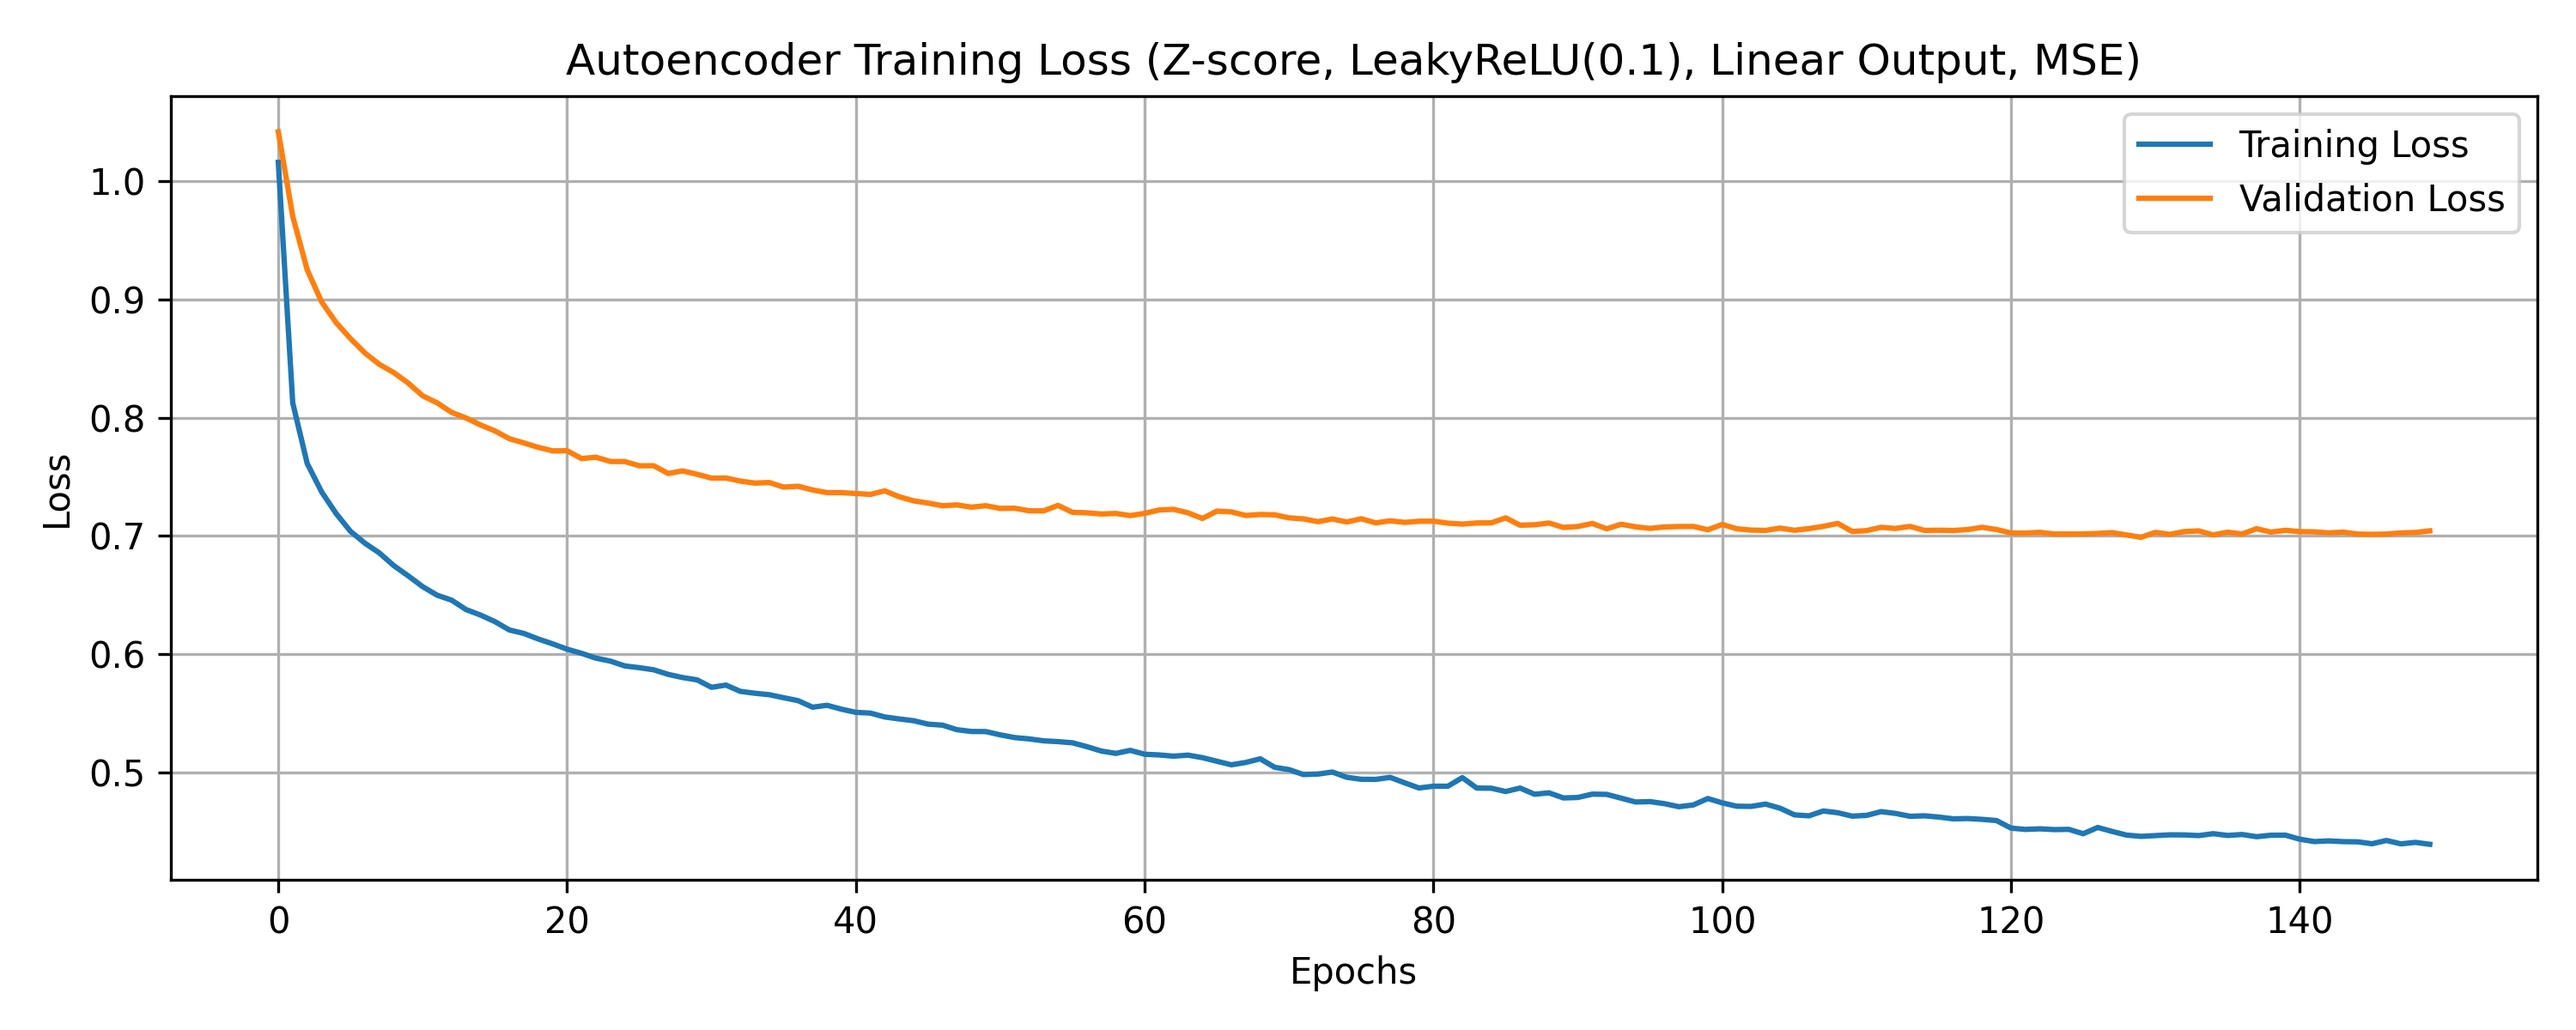 Autoencoder Training Loss (Z-score, LeakyReLU(0.1), Linear Output, MSE)
Training Loss
Validation Loss
Loss
1.0
0.9
0.8
0.7
0.6
0.5
0 20 40 60 80 100 120 140
Epochs